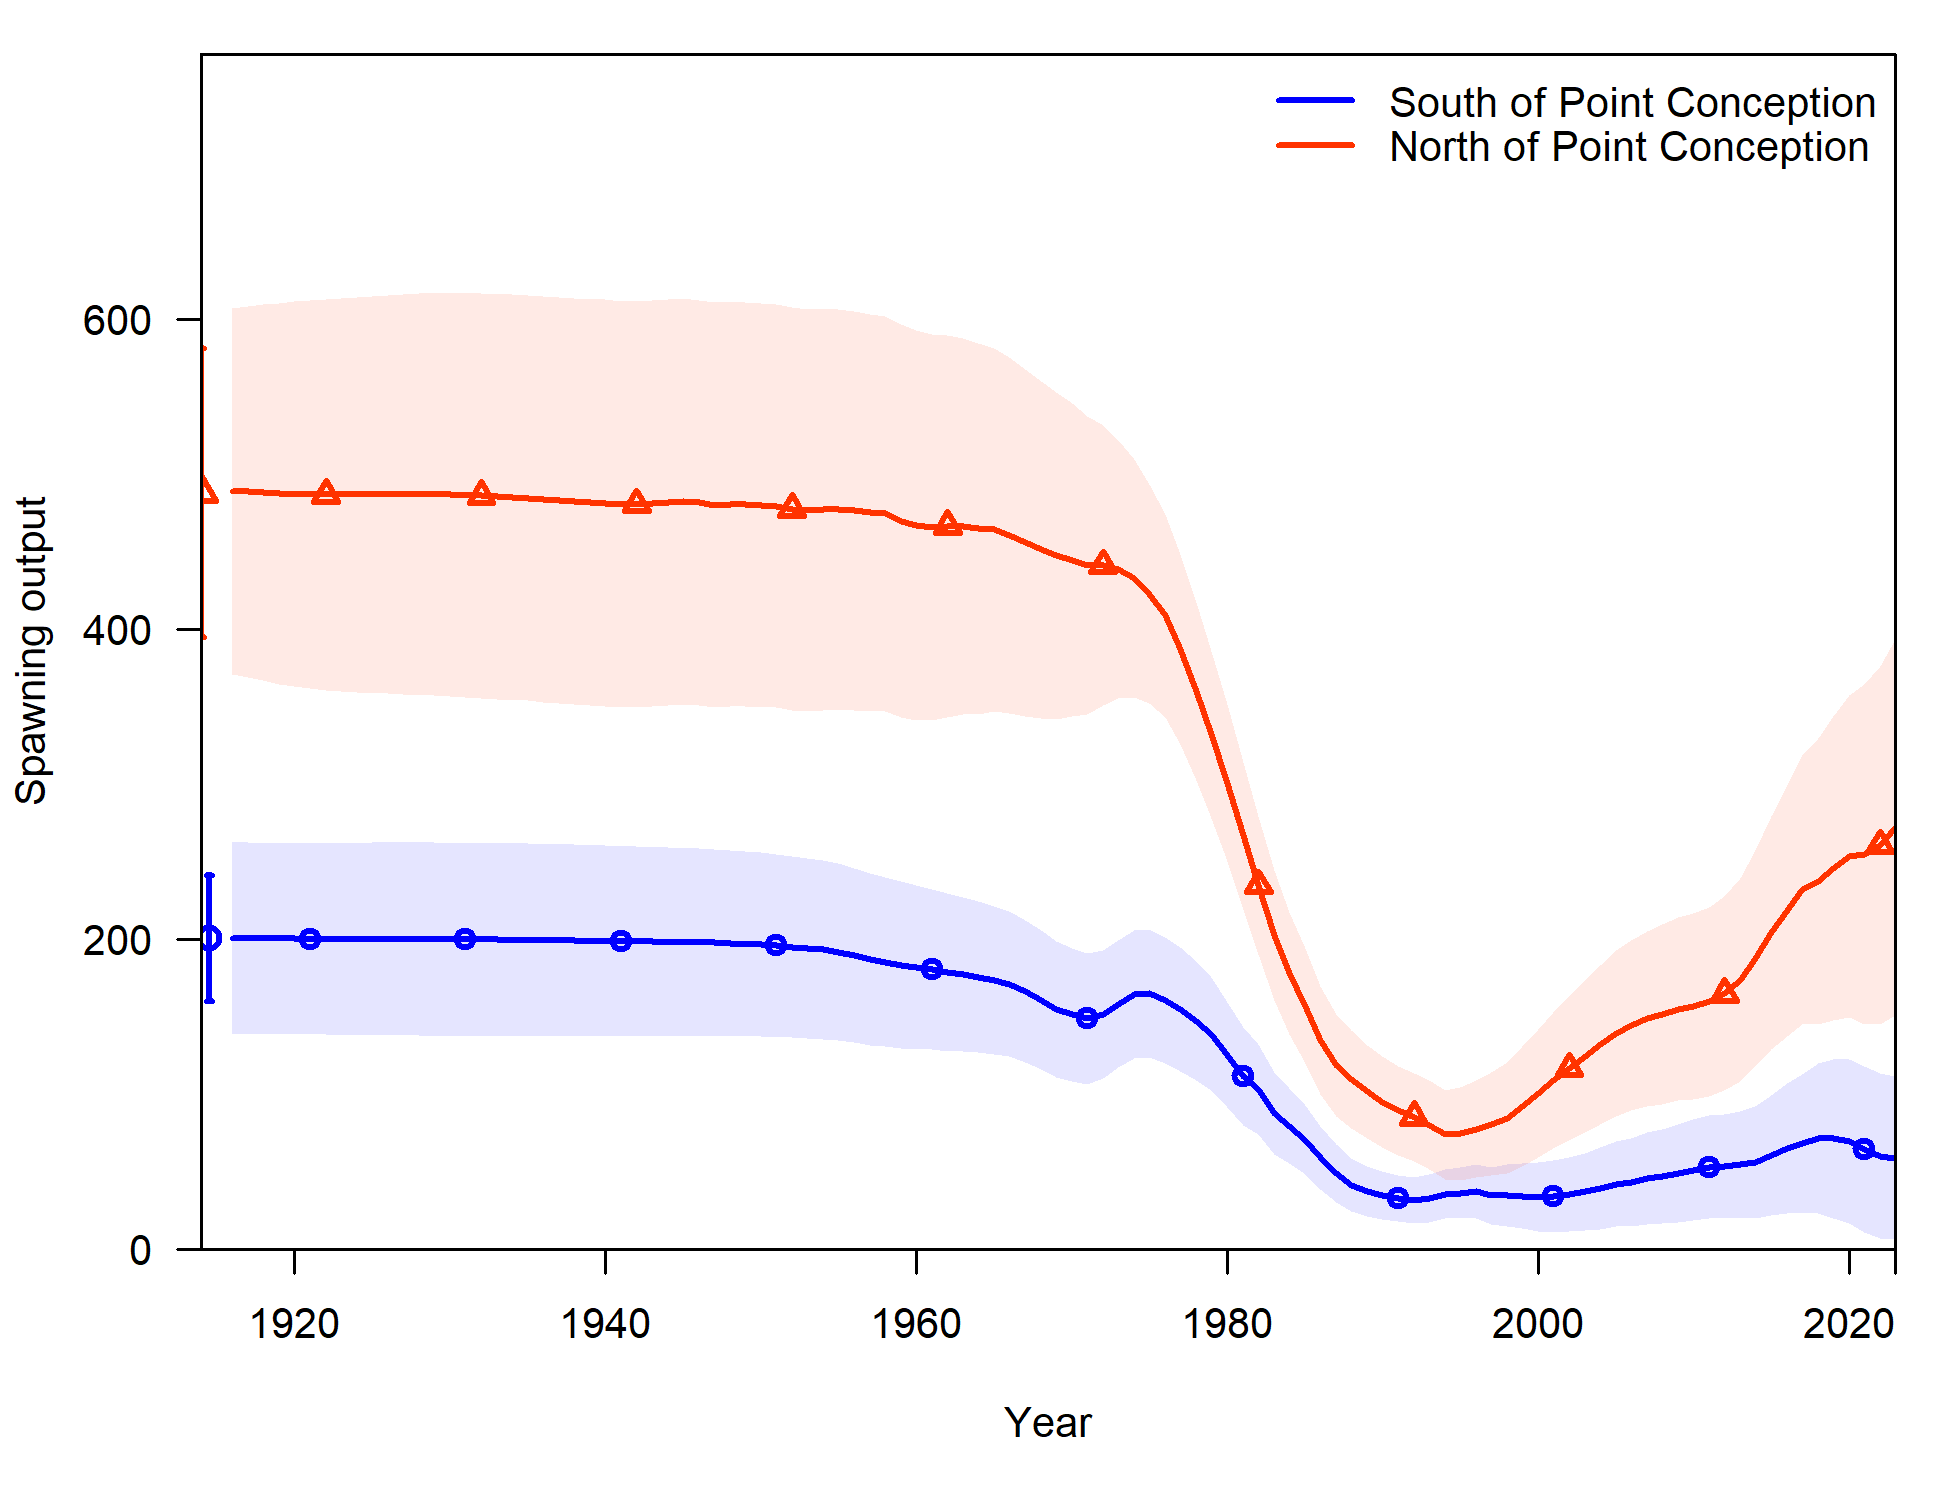 South of Point Conception
North of Point Conception
600
400
200
0
Spawning output
1920 1940 1960 1980 2000 2020
Year